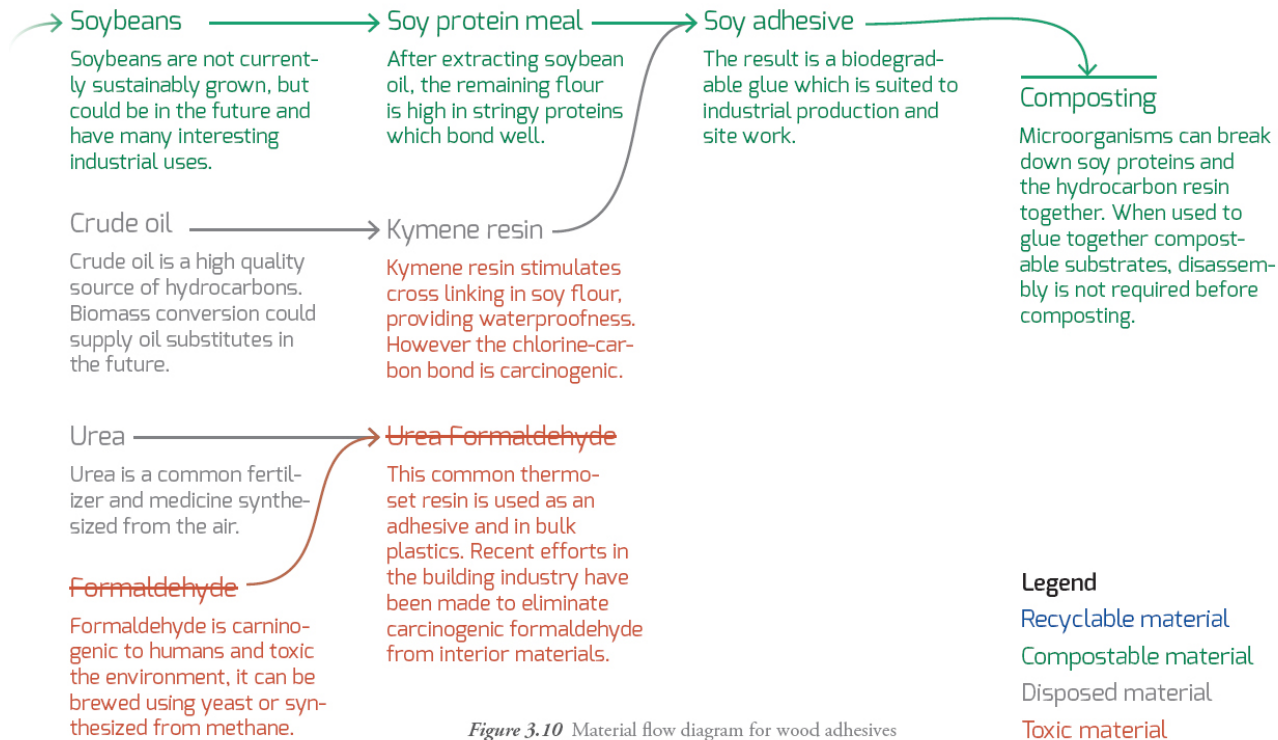 Soybeans
Soybeans are not current-
ly sustainably grown, but
could be in the future and
have many interesting
industrial uses.
Soy protein meal
After extracting soybean
oil, the remaining flour
is high in stringy proteins
which bond well.
Soy adhesive
The result is a biodegrad-
able glue which is suited to
industrial production and
site work.
Composting
Microorganisms can break
down soy proteins and
the hydrocarbon resin
together. When used to
glue together compost-
able substrates, disassem-
bly is not required before
composting.
Crude oil
Crude oil is a high quality
source of hydrocarbons.
Biomass conversion could
supply oil substitutes in
the future.
Kymene resin
Kymene resin stimulates
cross linking in soy flour,
providing waterproofness.
However the chlorine-car-
bon bond is carcinogenic.
Urea
Urea is a common fertil-
izer and medicine synthe-
sized from the air.
Urea Formaldehyde
This common thermo-
set resin is used as an
adhesive and in bulk
plastics. Recent efforts in
the building industry have
been made to eliminate
carcinogenic formaldehyde
from interior materials.
Formaldehyde
Formaldehyde is carnino-
genic to humans and toxic
the environment, it can be
brewed using yeast or syn-
thesized from methane.
Legend
Recyclable material
Compostable material
Disposed material
Toxic material
Figure 3.10 Material flow diagram for wood adhesives